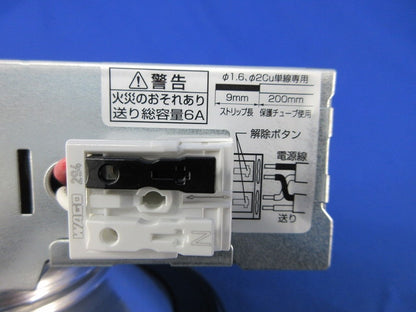 警告
火災のおそれあり
送り総容量6A
φ1.6、φ2Cu単線専用
9mm 200mm
ストリップ長 保護チューブ使用
解除ボタン
電源線
送り
WAGO 294
N